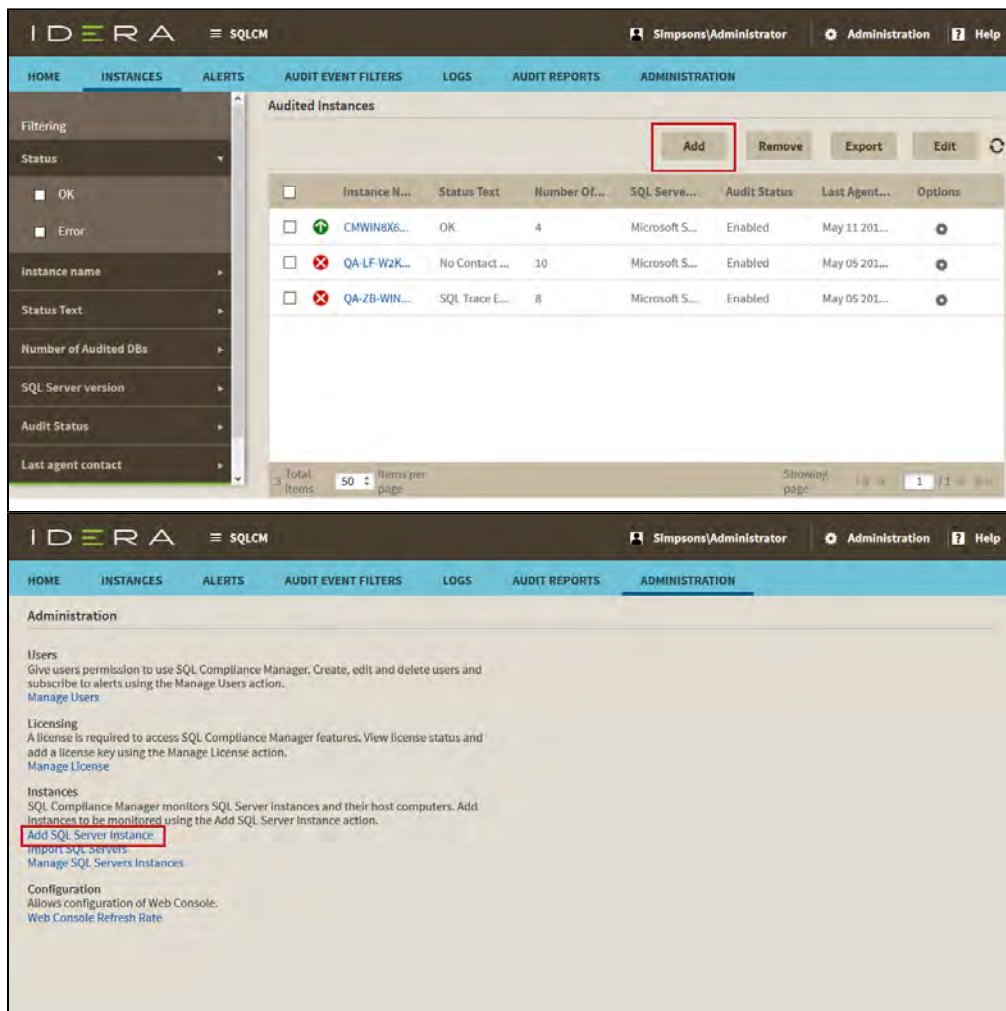 IDERA ≡ SQLCM Simpsons\Administrator Administration ? Help
HOME INSTANCES ALERTS AUDIT EVENT FILTERS LOGS AUDIT REPORTS ADMINISTRATION
Filtering
Status
OK
Error
Instance name
Status Text
Number of Audited DBs
SQL Server version
Audit Status
Last agent contact
Audited Instances
Add Remove Export Edit
Instance N... Status Text Number Of... SQL Serve... Audit Status Last Agent... Options
CMWIN8X6... OK 4 Microsoft S... Enabled May 11 201...
QA-LF-W2K... No Contact ... 10 Microsoft S... Enabled May 05 201...
QA-ZB-WIN... SQL Trace E... 8 Microsoft S... Enabled May 05 201...
3 Total Items 50 Items per page Showing page 1 / 1
IDERA ≡ SQLCM Simpsons\Administrator Administration ? Help
HOME INSTANCES ALERTS AUDIT EVENT FILTERS LOGS AUDIT REPORTS ADMINISTRATION
Administration
Users
Give users permission to use SQL Compliance Manager. Create, edit and delete users and
subscribe to alerts using the Manage Users action.
Manage Users
Licensing
A license is required to access SQL Compliance Manager features. View license status and
add a license key using the Manage License action.
Manage License
Instances
SQL Compliance Manager monitors SQL Server instances and their host computers. Add
instances to be monitored using the Add SQL Server Instance action.
Add SQL Server Instance
Import SQL Servers
Manage SQL Servers Instances
Configuration
Allows configuration of Web Console.
Web Console Refresh Rate